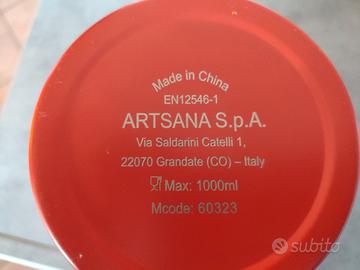 Made in China
EN12546-1
ARTSANA S.p.A.
Via Saldarini Catelli 1,
22070 Grandate (CO) – Italy
Max: 1000ml
Mcode: 60323
subito